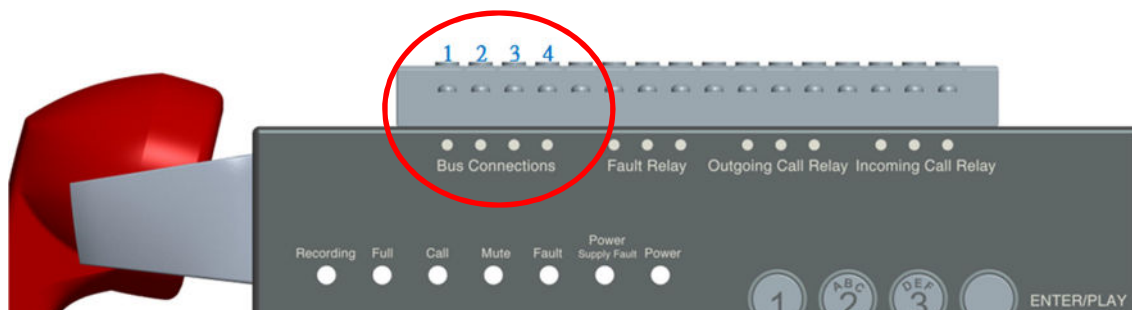 1 2 3 4
Bus Connections Fault Relay Outgoing Call Relay Incoming Call Relay
Recording Full Call Mute Fault Power Supply Fault Power
1 ABC 2 DEF 3 ENTER/PLAY